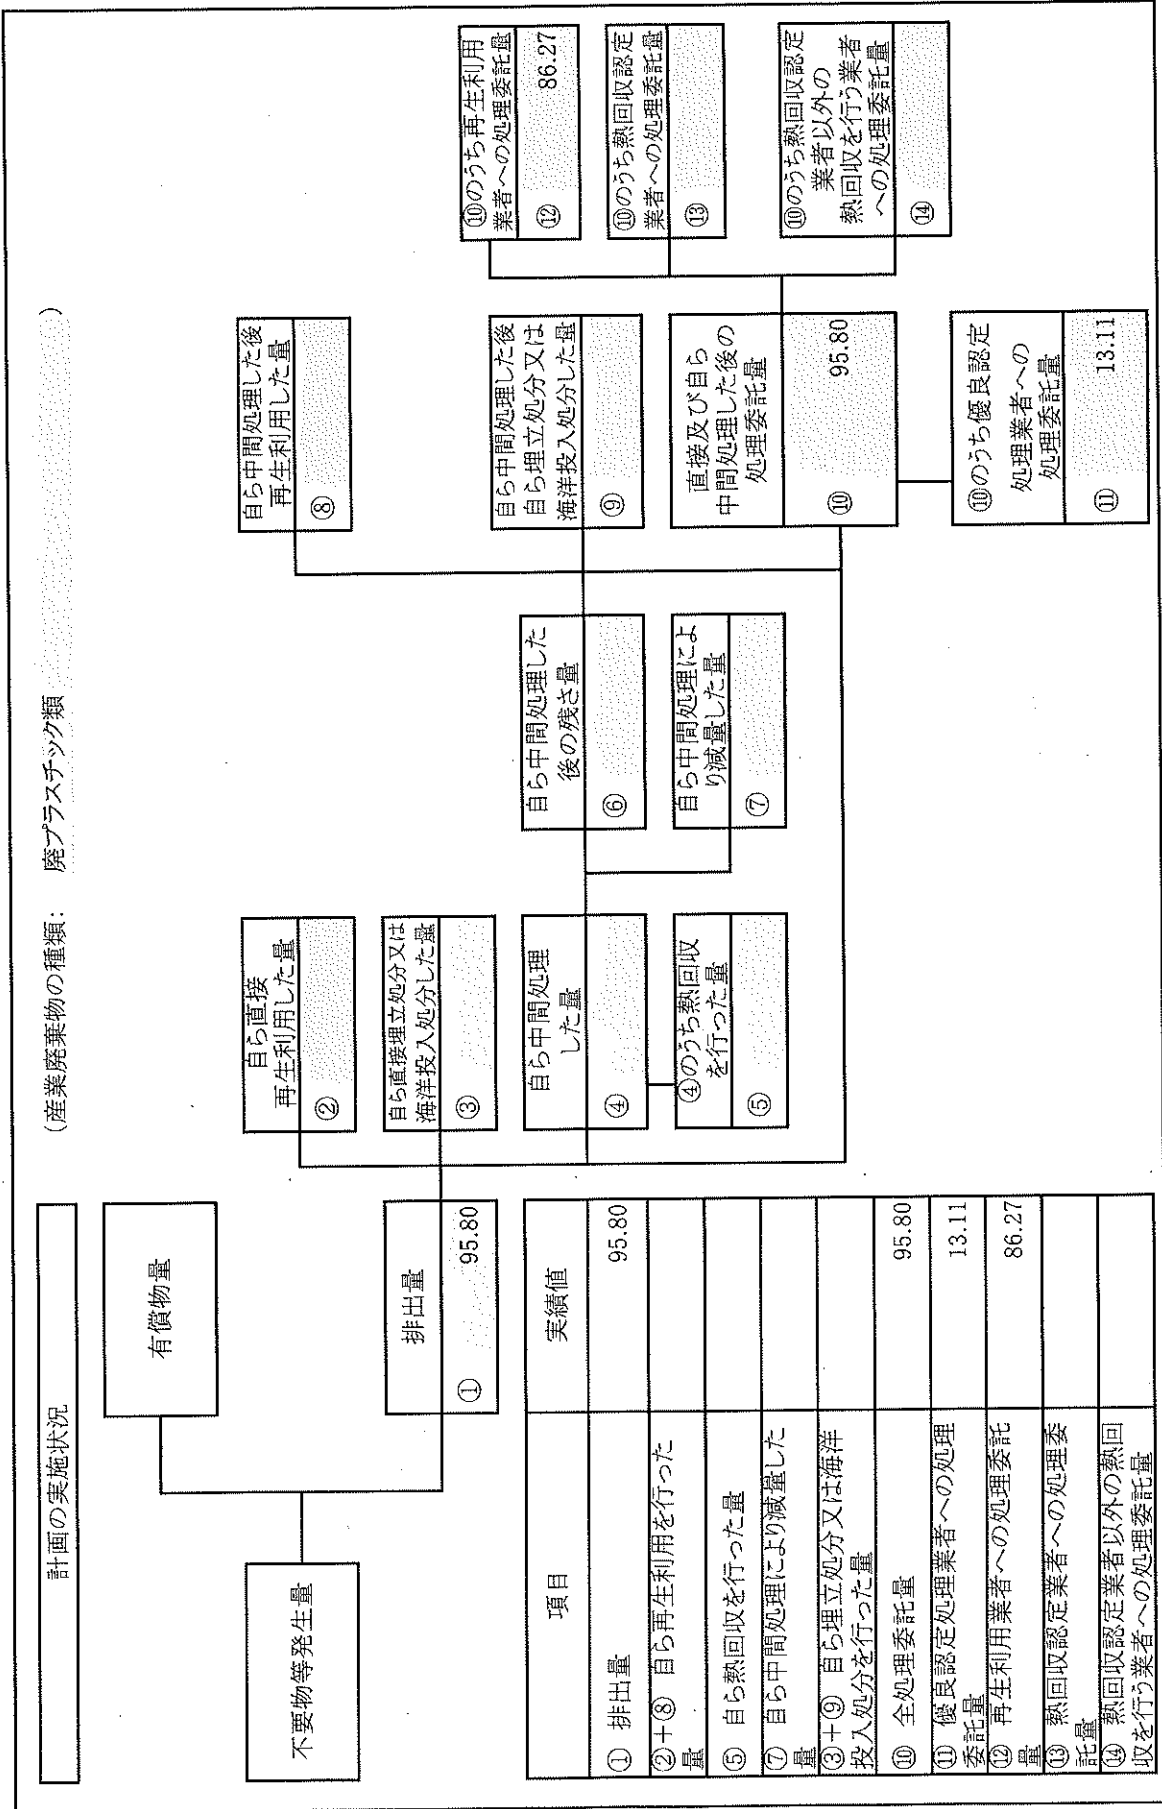 計画の実施状況
(産業廃棄物の種類： 廃プラスチック類 )
不要物等発生量
有償物量
排出量
① 95.80
自ら直接
再生利用した量
②
自ら直接埋立処分又は
海洋投入処分した量
③
自ら中間処理
した量
④
④のうち熱回収
を行った量
⑤
自ら中間処理した
後の残さ量
⑥
自ら中間処理によ
り減量した量
⑦
自ら中間処理した後
再生利用した量
⑧
自ら中間処理した後
自ら埋立処分又は
海洋投入処分した量
⑨
直接及び自ら
中間処理した後の
処理委託量
⑩ 95.80
⑩のうち優良認定
処理業者への
処理委託量
⑪ 13.11
⑩のうち再生利用
業者への処理委託量
⑫ 86.27
⑩のうち熱回収認定
業者への処理委託量
⑬
⑩のうち熱回収認定
業者以外の
熱回収を行う業者
への処理委託量
⑭
項目 実績値
① 排出量 95.80
②＋⑧ 自ら再生利用を行った
量
⑤ 自ら熱回収を行った量
⑦ 自ら中間処理により減量した
量
③＋⑨ 自ら埋立処分又は海洋
投入処分を行った量
⑩ 全処理委託量 95.80
⑪ 優良認定処理業者への処理
委託量 13.11
⑫ 再生利用業者への処理委託
量 86.27
⑬ 熱回収認定業者への処理委
託量
⑭ 熱回収認定業者以外の熱回
収を行う業者への処理委託量